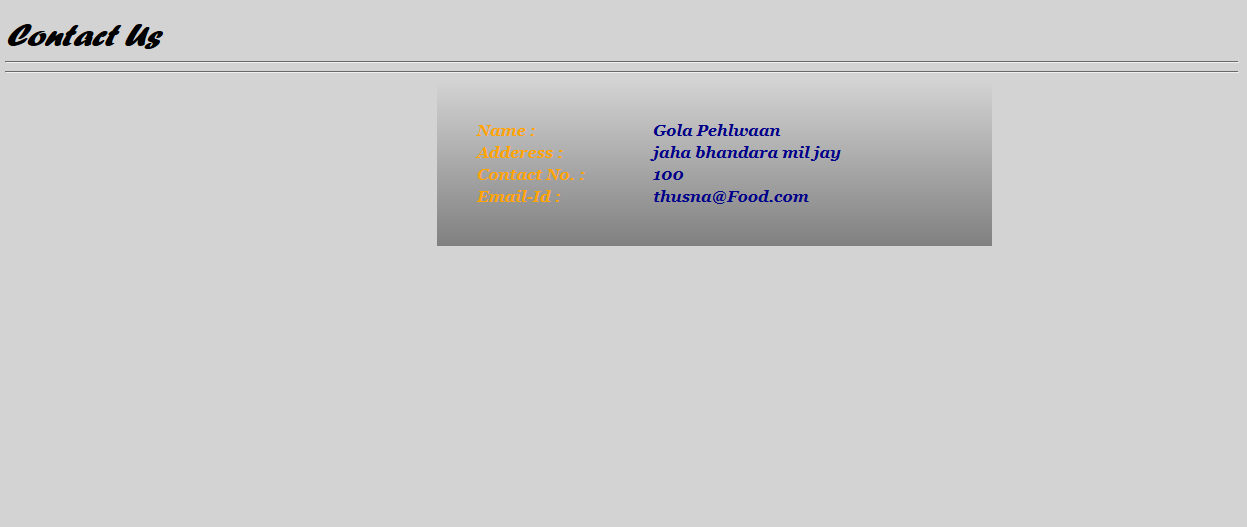 Contact Us
Name : Gola Pehlwaan
Adderess : jaha bhandara mil jay
Contact No. : 100
Email-Id : thusna@Food.com